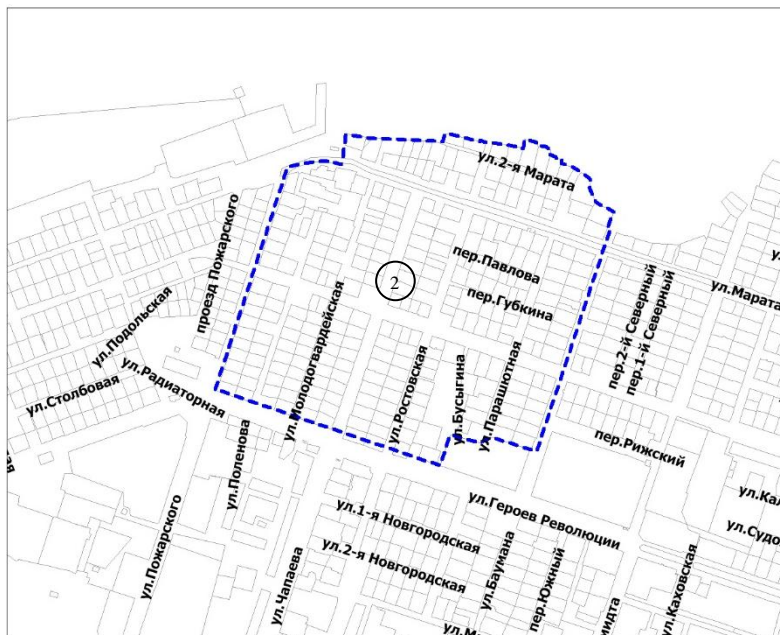 ул.2-я Марата
проезд Пожарского
пер.Павлова
2
пер.Губкина
ул.Марата
пер.2-й Северный
пер.1-й Северный
ул.Подольская
ул.Молодогвардейская
ул.Столбовая
ул.Радиаторная
ул.Ростовская
ул.Бусыгина
ул.Парашютная
пер.Рижский
ул.Поленова
ул.Героев Революции
ул.1-я Новгородская
ул.2-я Новгородская
ул.Пожарского
ул.Чапаева
ул.Баумана
пер.Южный
ул.Каховская